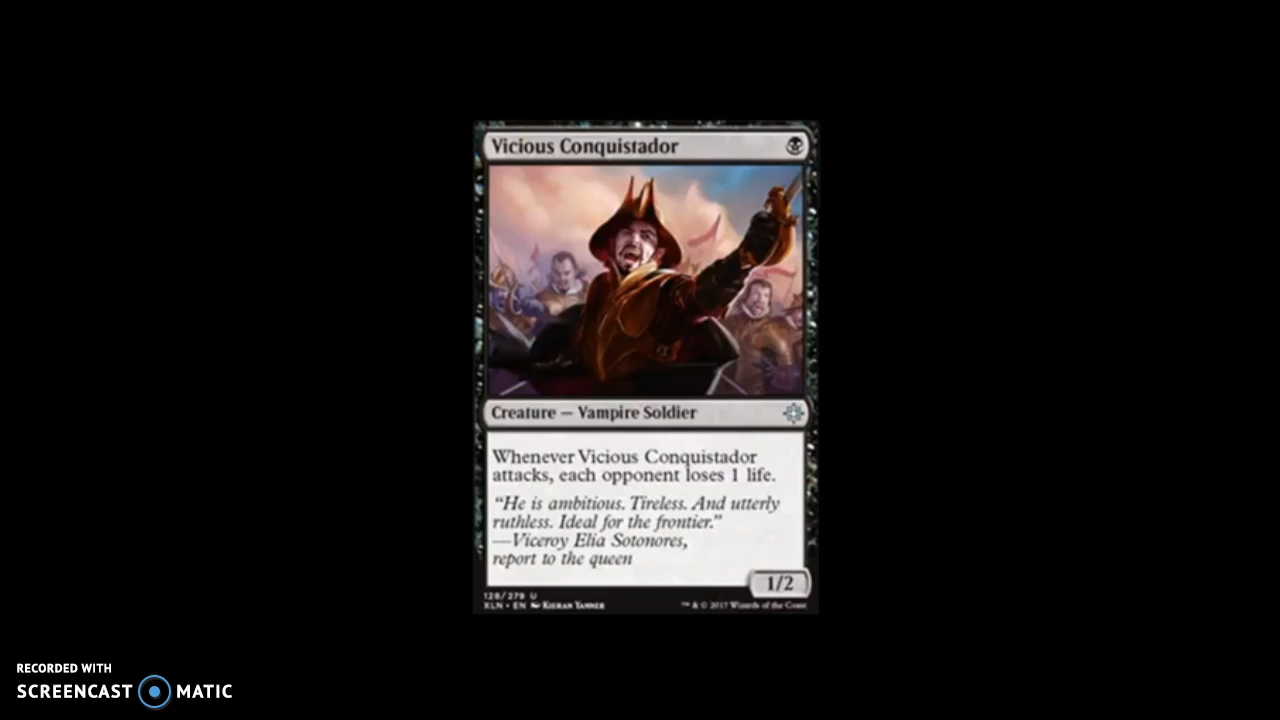 Vicious Conquistador
Creature — Vampire Soldier
Whenever Vicious Conquistador
attacks, each opponent loses 1 life.
“He is ambitious. Tireless. And utterly
ruthless. Ideal for the frontier.”
—Viceroy Elia Sotonores,
report to the queen
1/2
128/279 U
XLN • EN Kieran Yanner
™ & © 2017 Wizards of the Coast
RECORDED WITH
SCREENCAST MATIC